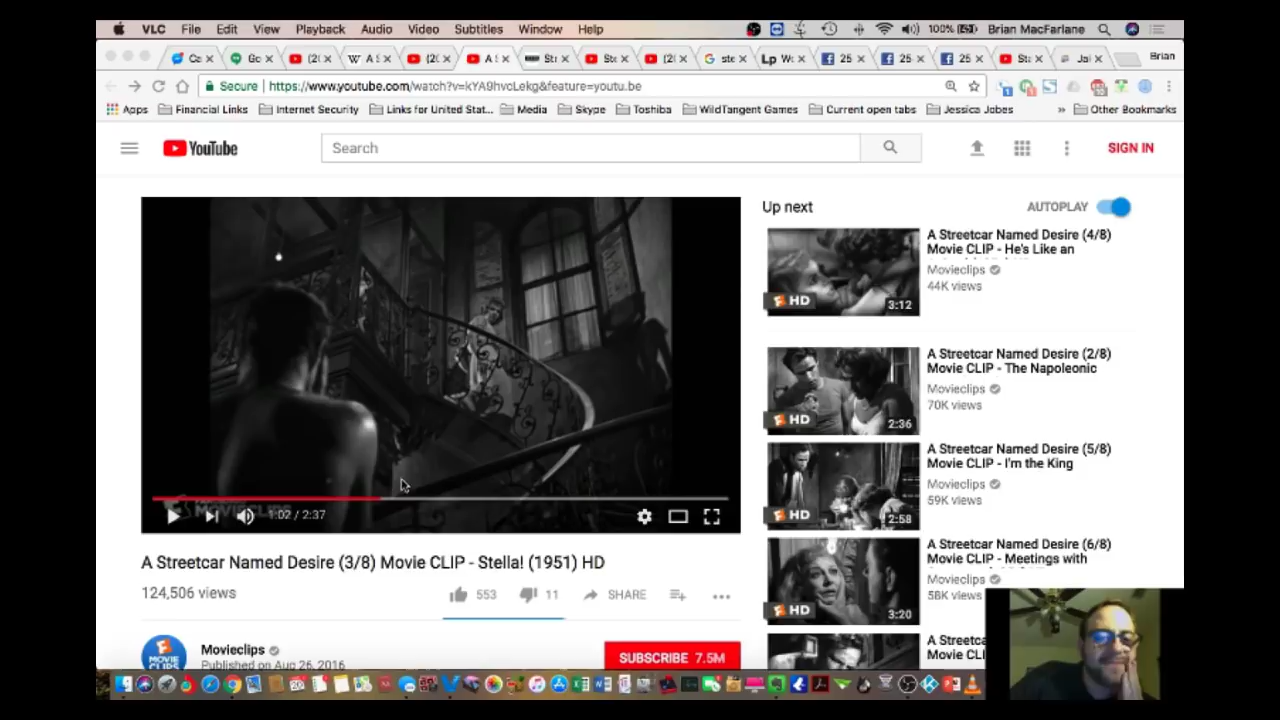 VLC File Edit View Playback Audio Video Subtitles Window Help 100% Brian MacFarlane
Brian
Secure https://www.youtube.com/watch?v=kYA9hvcLekg&feature=youtu.be
Apps Financial Links Internet Security Links for United Stat... Media Skype Toshiba WildTangent Games Current open tabs Jessica Jobes » Other Bookmarks
YouTube Search SIGN IN
Up next AUTOPLAY
A Streetcar Named Desire (4/8)
Movie CLIP - He's Like an
Movieclips
44K views
HD 3:12
A Streetcar Named Desire (2/8)
Movie CLIP - The Napoleonic
Movieclips
70K views
HD 2:36
A Streetcar Named Desire (5/8)
Movie CLIP - I'm the King
Movieclips
59K views
HD 2:58
A Streetcar Named Desire (6/8)
Movie CLIP - Meetings with
Movieclips
58K views
HD 3:20
A Streetcar Named
Movie CLIP
1:02 / 2:37
A Streetcar Named Desire (3/8) Movie CLIP - Stella! (1951) HD
124,506 views 553 11 SHARE
MOVIE CLIPS
Movieclips
Published on Aug 26, 2016
SUBSCRIBE 7.5M